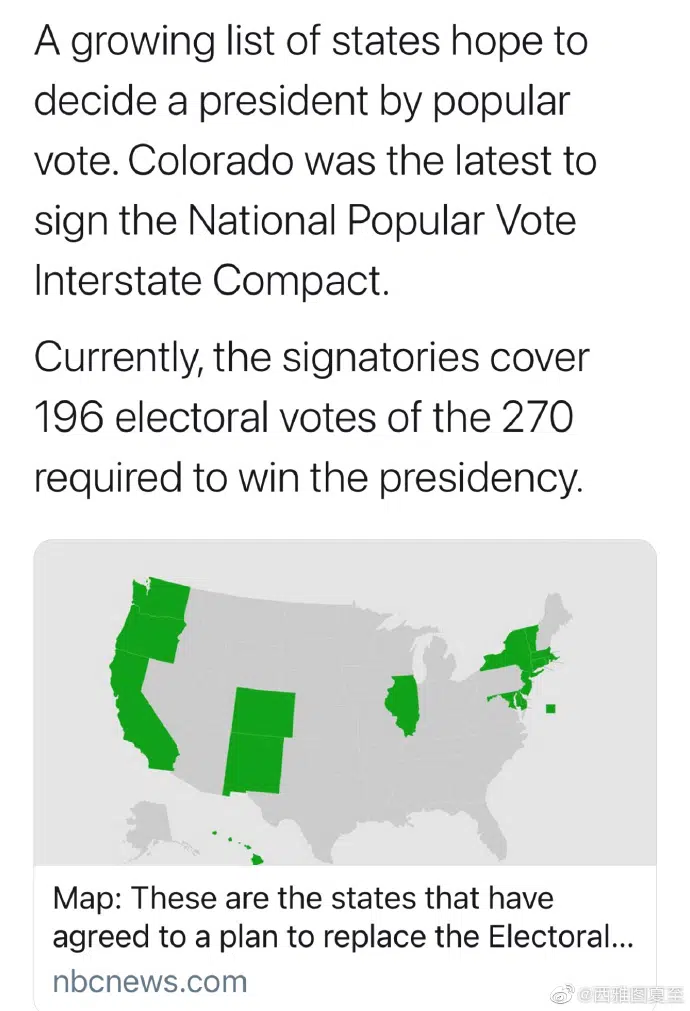 A growing list of states hope to
decide a president by popular
vote. Colorado was the latest to
sign the National Popular Vote
Interstate Compact.
Currently, the signatories cover
196 electoral votes of the 270
required to win the presidency.
Map: These are the states that have
agreed to a plan to replace the Electoral...
nbcnews.com
@西雅图夏至